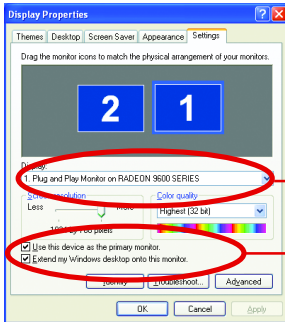 Display Properties
Themes Desktop Screen Saver Appearance Settings
Drag the monitor icons to match the physical arrangement of your monitors.
2 1
Display:
1. Plug and Play Monitor on RADEON 9600 SERIES
Screen resolution
Color quality
Less More
Highest (32 bit)
by pixels
Use this device as the primary monitor.
Extend my Windows desktop onto this monitor.
Identify Troubleshoot... Advanced
OK Cancel Apply